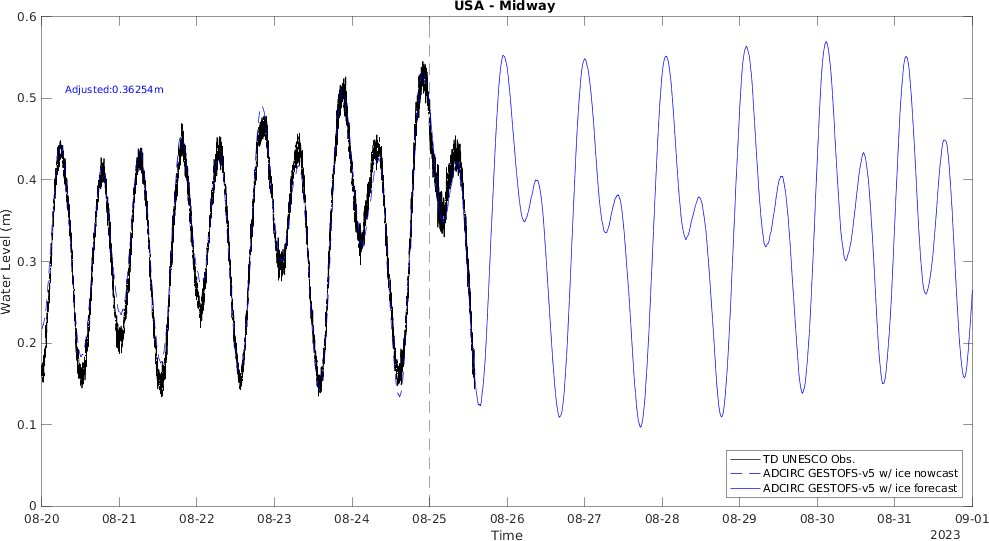 USA - Midway
0.6
0.5
0.4
0.3
0.2
0.1
0
Water Level (m)
Adjusted:0.36254m
TD UNESCO Obs.
ADCIRC GESTOFS-v5 w/ ice nowcast
ADCIRC GESTOFS-v5 w/ ice forecast
08-20 08-21 08-22 08-23 08-24 08-25 08-26 08-27 08-28 08-29 08-30 08-31 09-01
Time
2023